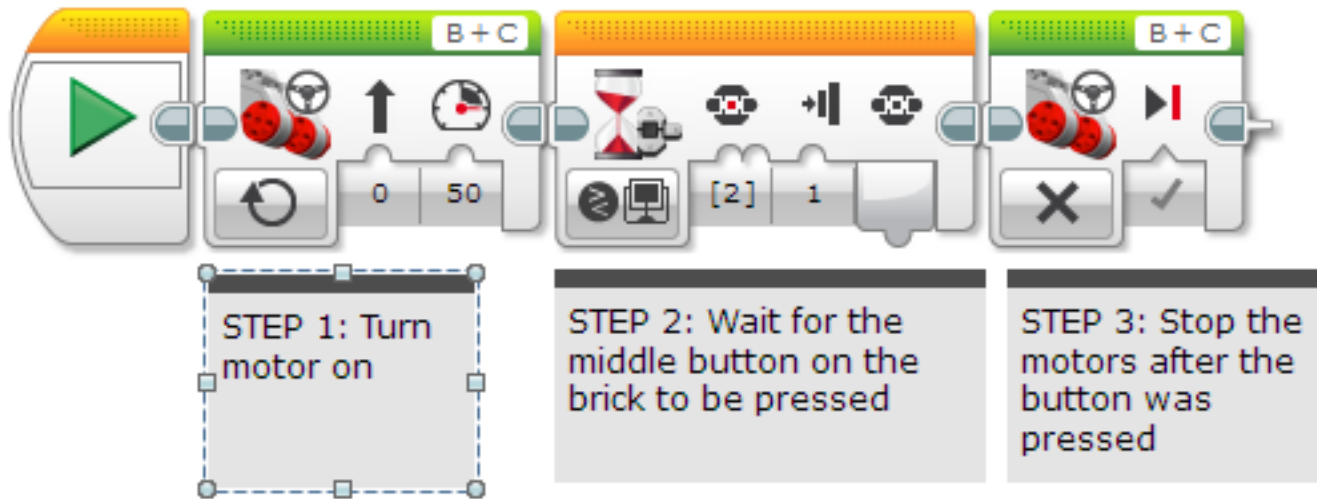 B + C
B + C
0
50
[2]
1
STEP 1: Turn
motor on
STEP 2: Wait for the
middle button on the
brick to be pressed
STEP 3: Stop the
motors after the
button was
pressed